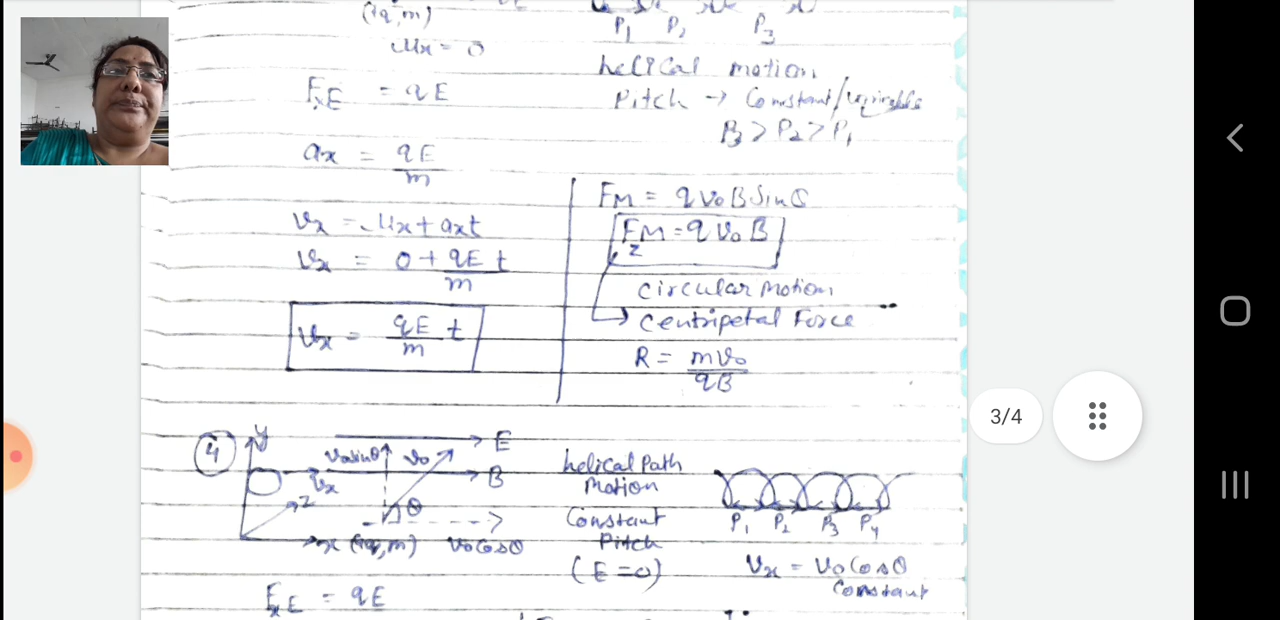 (+q,m)
P1 P2 P3
Ux = 0
helical motion
FxE = qE
Pitch → Constant/variable
P3 > P2 > P1
ax = qE/m
FM = qV0BSinθ
Vx = Ux + axt
FM = qV0B
z
Vx = 0 + qE/m t
Circular Motion
Centripetal Force
Vx = qE/m t
R = mV0/qB
3/4
4 y E
V0sinθ V0 B
Vx z θ
x (+q,m) V0Cosθ
helical Path
Motion
Constant
Pitch
(E=0)
P1 P2 P3 P4
Vx = V0Cosθ
Constant
FxE = qE